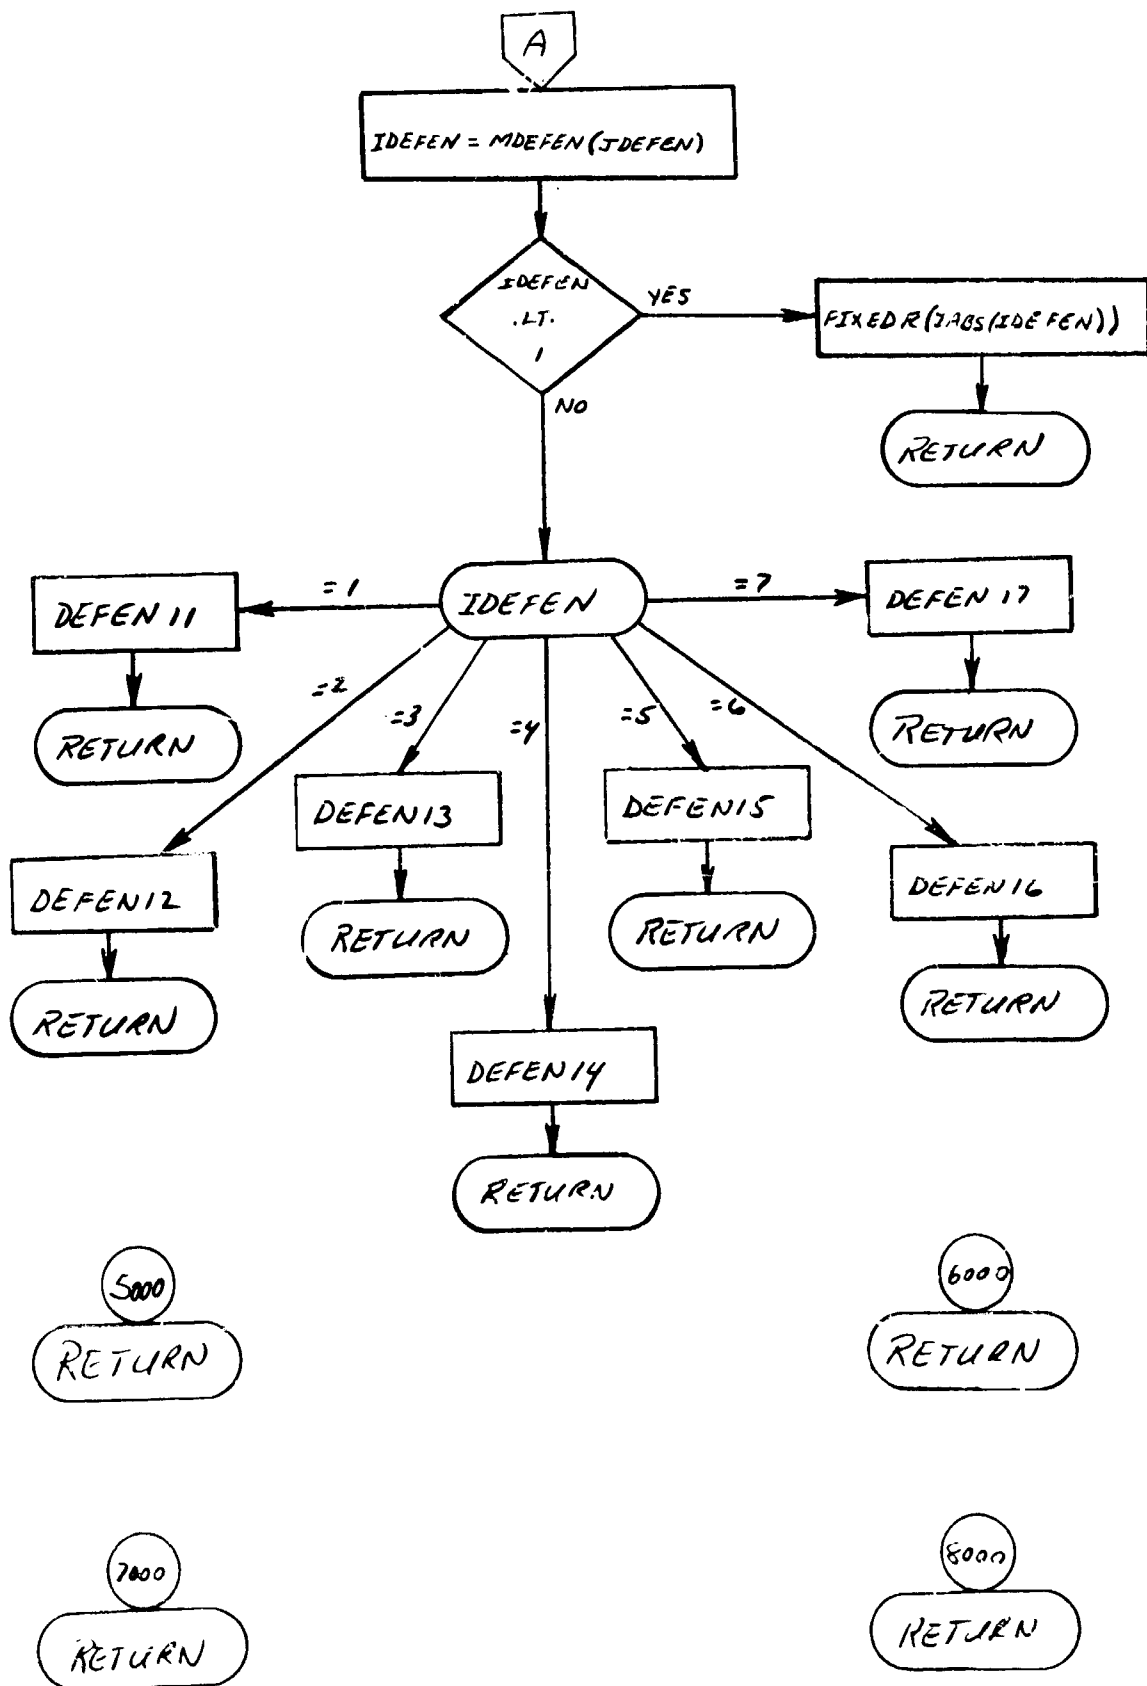 A
IDEFEN = MDEFEN(JDEFEN)
IDEFEN
.LT.
1
YES
FIXEDR(IABS(IDEFEN))
NO
RETURN
=1
IDEFEN
=7
DEFEN11
DEFEN17
=2
=3
=4
=5
=6
RETURN
RETURN
DEFEN13
DEFEN15
DEFEN12
DEFEN16
RETURN
RETURN
RETURN
RETURN
DEFEN14
RETURN
5000
RETURN
6000
RETURN
7000
RETURN
8000
RETURN